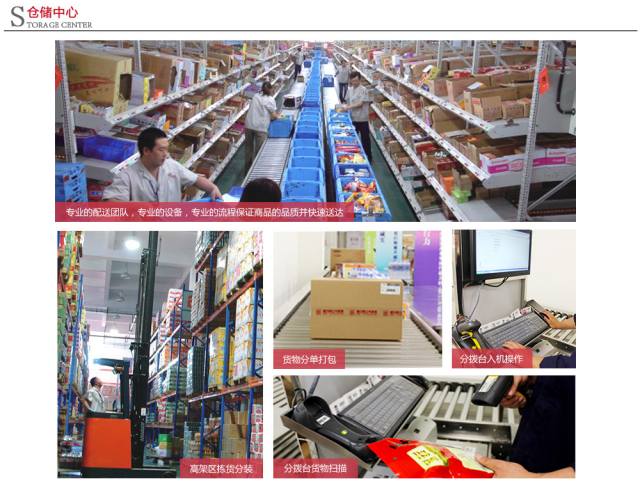 仓储中心
STORAGE CENTER
专业的配送团队，专业的设备，专业的流程保证商品的品质并快速送达
货物分单打包
分拨台入机操作
高架区拣货分装
分拨台货物扫描